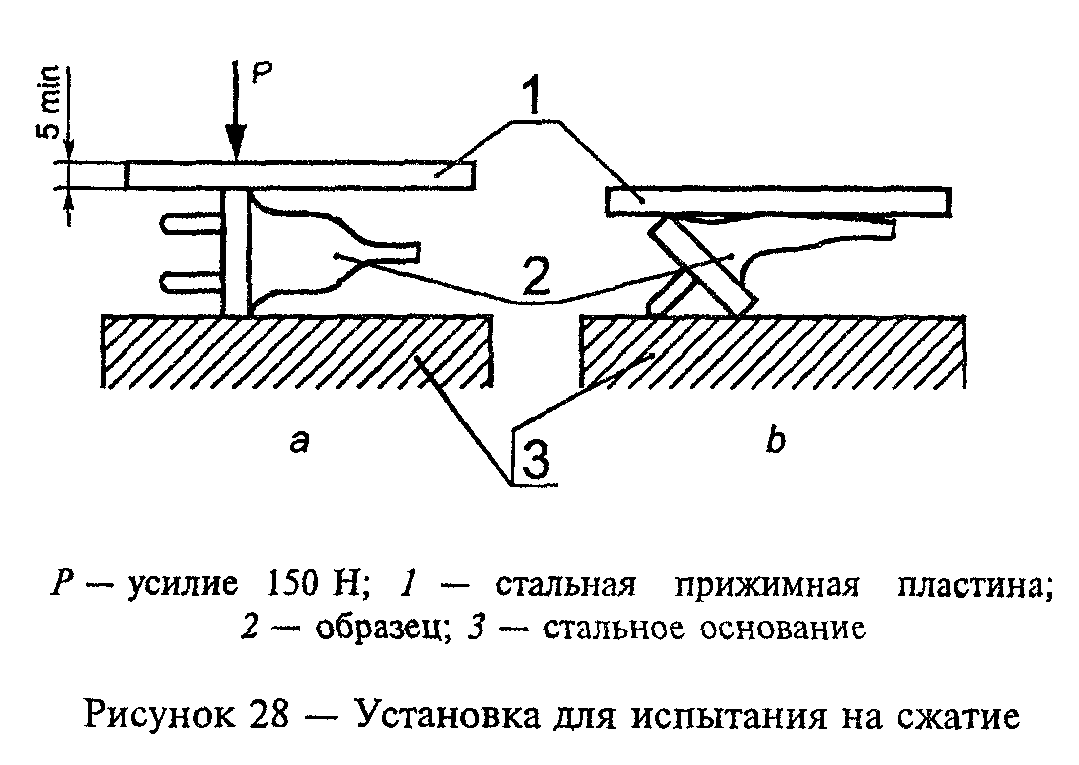 P
5 min
1
2
3
a
b
P — усилие 150 Н; 1 — стальная прижимная пластина;
2 — образец; 3 — стальное основание
Рисунок 28 — Установка для испытания на сжатие